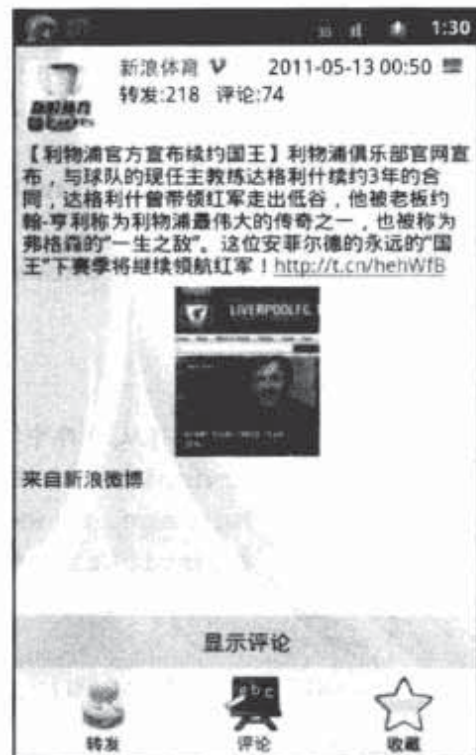 1:30
新浪体育 V 2011-05-13 00:50
转发:218 评论:74
【利物浦官方宣布续约国王】利物浦俱乐部官网宣
布，与球队的现任主教练达格利什续约3年的合
同，达格利什曾带领红军走出低谷，他被老板约
翰-亨利称为利物浦最伟大的传奇之一，也被称为
弗格森的“一生之敌”。这位安菲尔德的永远的“国
王”下赛季将继续领航红军！http://t.cn/hehWfB
LIVERPOOLFC.
来自新浪微博
显示评论
abc
转发 评论 收藏